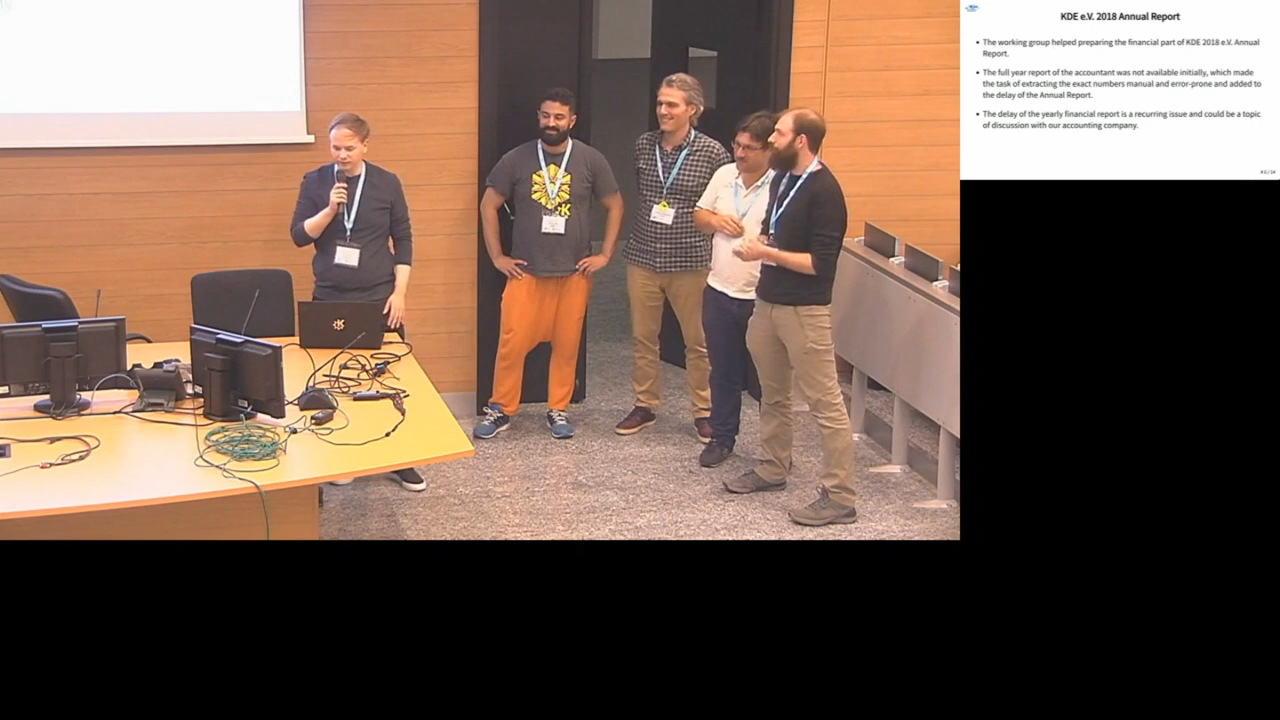 KDE e.V. 2018 Annual Report
• The working group helped preparing the financial part of KDE 2018 e.V. Annual
Report.
• The full year report of the accountant was not available initially, which made
the task of extracting the exact numbers manual and error-prone and added to
the delay of the Annual Report.
• The delay of the yearly financial report is a recurring issue and could be a topic
of discussion with our accounting company.